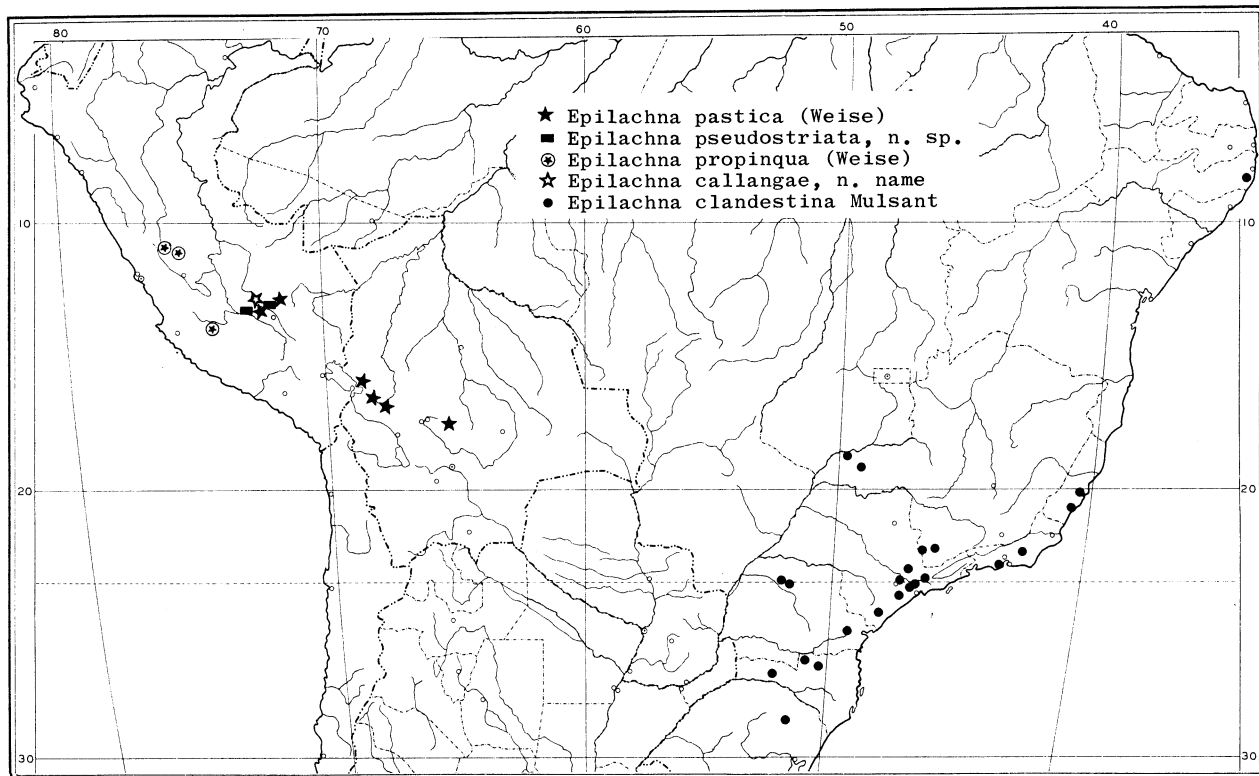 80 70 60 50 40
★ Epilachna pastica (Weise)
■ Epilachna pseudostriata, n. sp.
Epilachna propinqua (Weise)
☆ Epilachna callangae, n. name
● Epilachna clandestina Mulsant
10 10
20 20
30 30